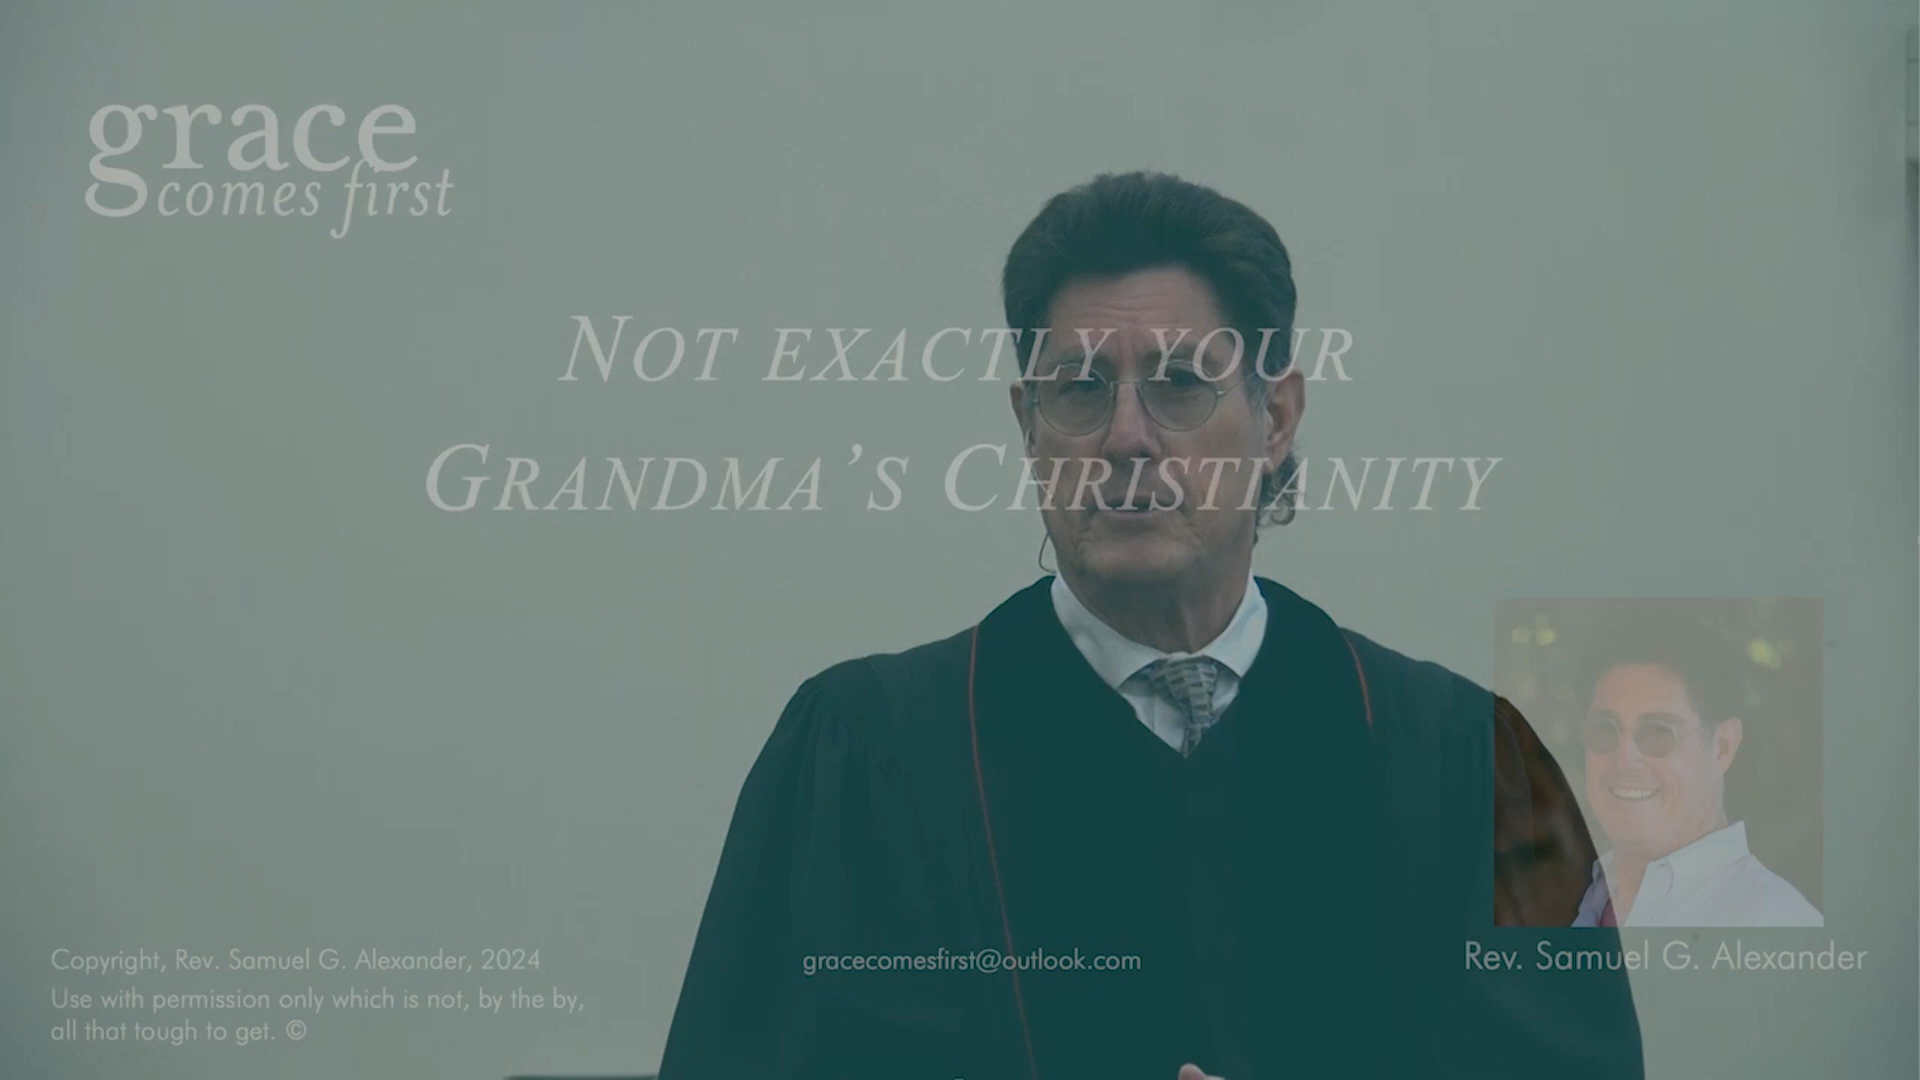 grace
comes first
NOT EXACTLY YOUR
GRANDMA’S CHRISTIANITY
Copyright, Rev. Samuel G. Alexander, 2024
Use with permission only which is not, by the by,
all that tough to get. ©
gracecomesfirst@outlook.com
Rev. Samuel G. Alexander